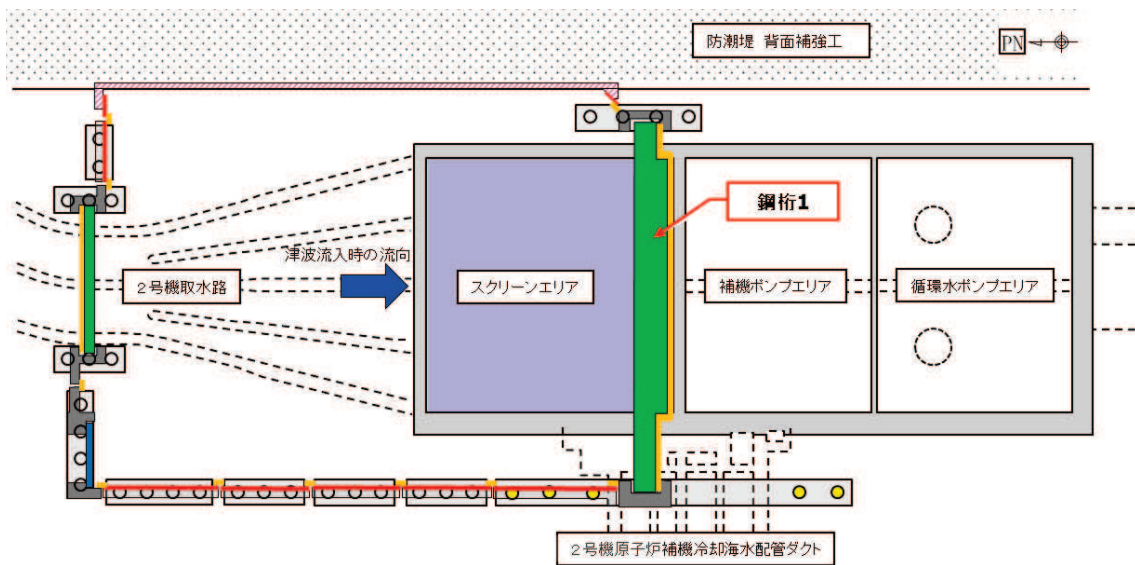 防潮堤 背面補強工
PN
鋼桁1
津波流入時の流向
2号機取水路
スクリーンエリア
補機ポンプエリア
循環水ポンプエリア
2号機原子炉補機冷却海水配管ダクト